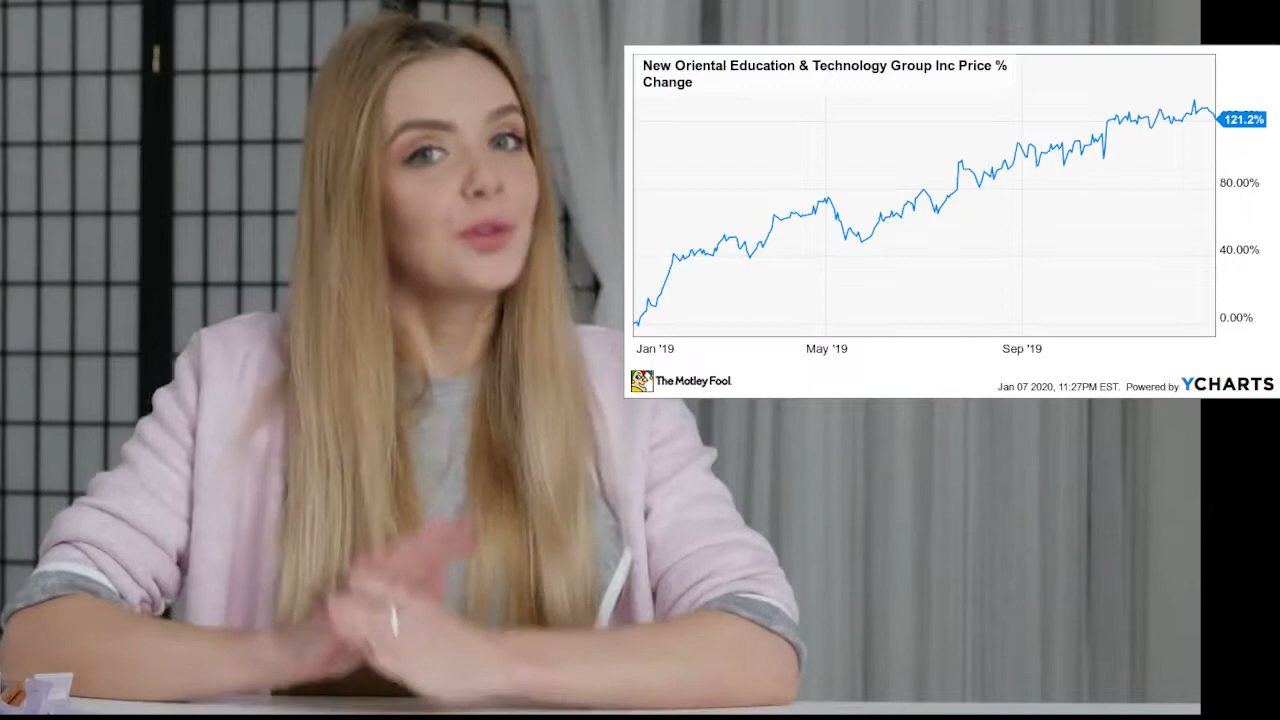 New Oriental Education & Technology Group Inc Price %
Change
121.2%
80.00%
40.00%
0.00%
Jan '19
May '19
Sep '19
The Motley Fool.
Jan 07 2020, 11:27PM EST. Powered by YCHARTS